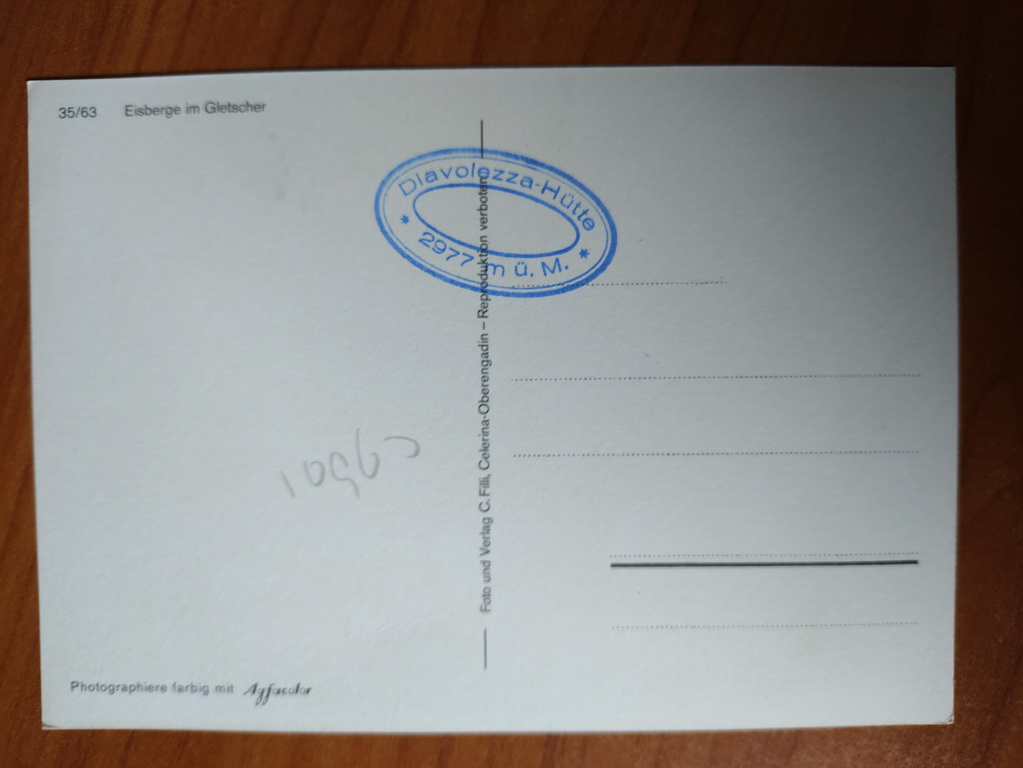 35/63 Eisberge im Gletscher
Diavolezza-Hütte
* 2977 m ü. M. *
Foto und Verlag C. Filli, Celerina-Oberengadin – Reproduktion verboten
Photographiere farbig mit Agfacolor